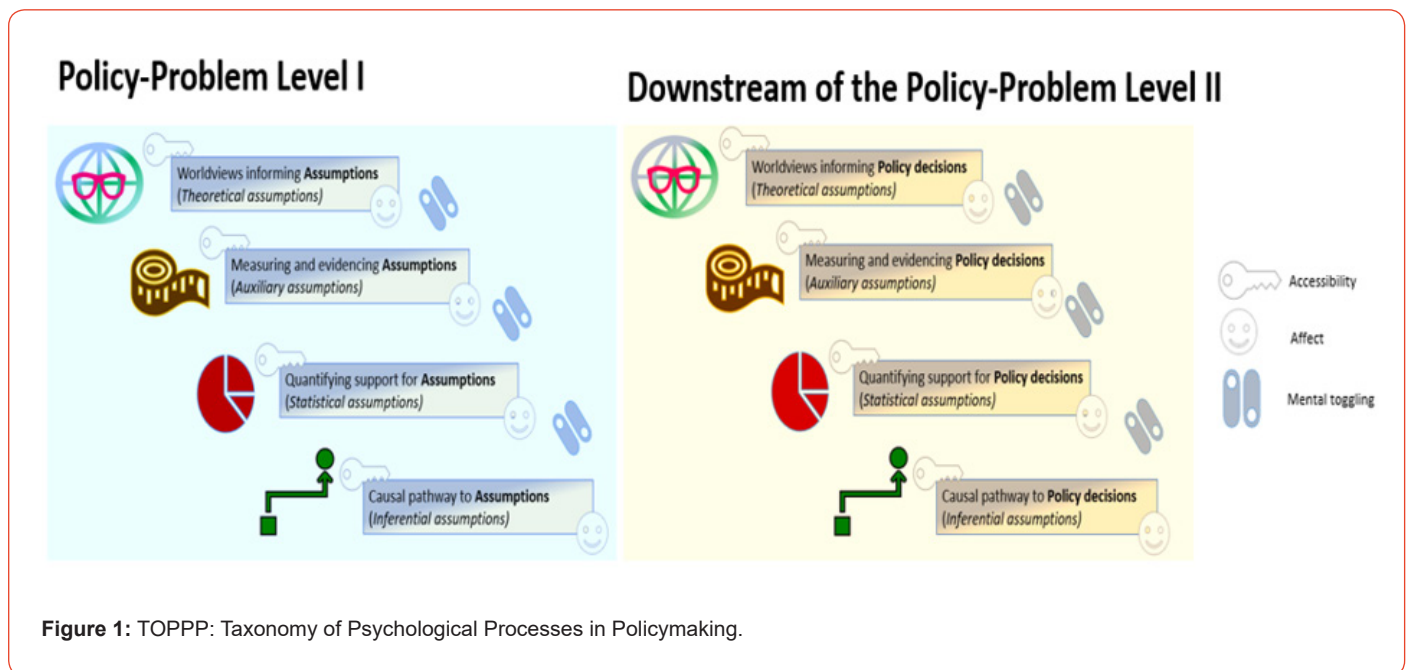 Policy-Problem Level I
Worldviews informing Assumptions
(Theoretical assumptions)
Measuring and evidencing Assumptions
(Auxiliary assumptions)
Quantifying support for Assumptions
(Statistical assumptions)
Causal pathway to Assumptions
(Inferential assumptions)
Downstream of the Policy-Problem Level II
Worldviews informing Policy decisions
(Theoretical assumptions)
Measuring and evidencing Policy decisions
(Auxiliary assumptions)
Quantifying support for Policy decisions
(Statistical assumptions)
Causal pathway to Policy decisions
(Inferential assumptions)
Accessibility
Affect
Mental toggling
Figure 1: TOPPP: Taxonomy of Psychological Processes in Policymaking.